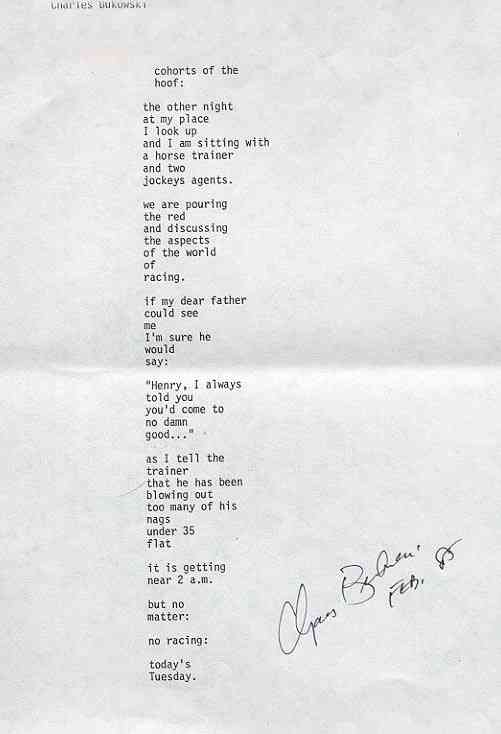 Charles Bukowski
cohorts of the
hoof:
the other night
at my place
I look up
and I am sitting with
a horse trainer
and two
jockeys agents.
we are pouring
the red
and discussing
the aspects
of the world
of
racing.
if my dear father
could see
me
I'm sure he
would
say:
"Henry, I always
told you
you'd come to
no damn
good..."
as I tell the
trainer
that he has been
blowing out
too many of his
nags
under 35
flat
it is getting
near 2 a.m.
but no
matter:
no racing:
today's
Tuesday.
Charles Bukowski
FEB. 85